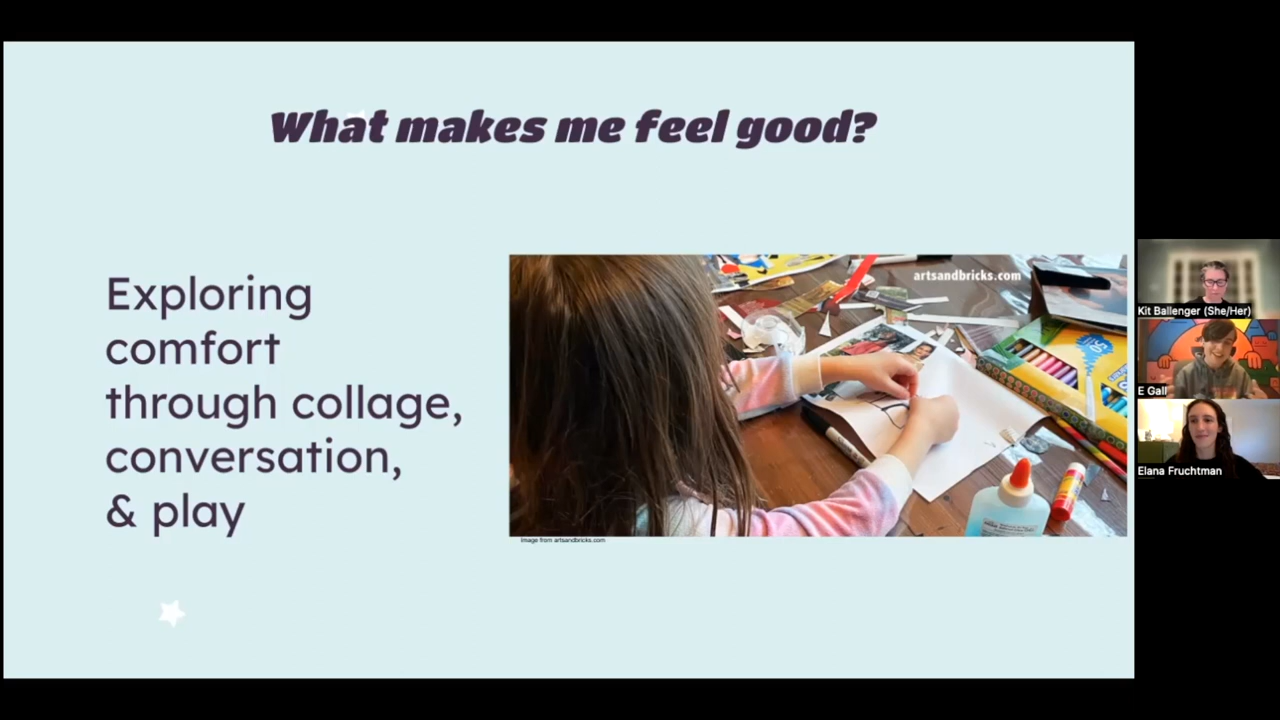 What makes me feel good?
Exploring
comfort
through collage,
conversation,
& play
artsandbricks.com
Image from artsandbricks.com
Kit Ballenger (She/Her)
E Gall
Elana Fruchtman